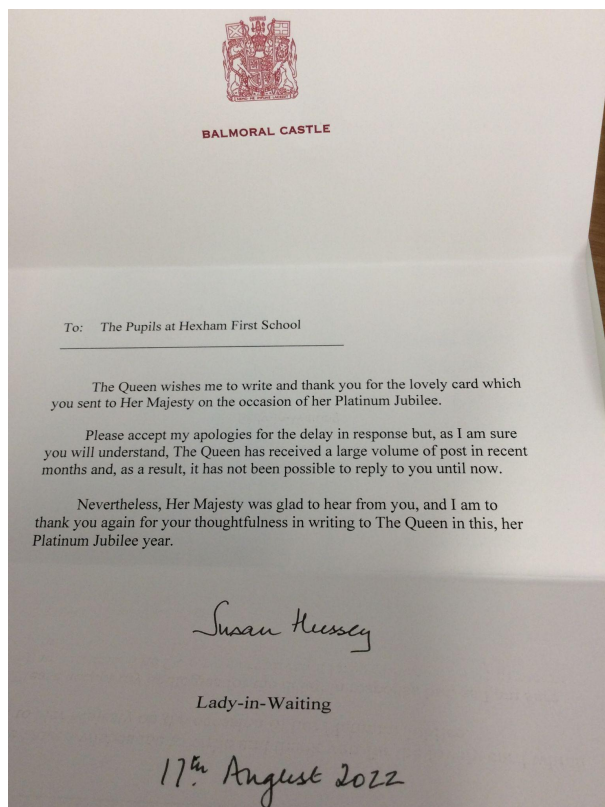 BALMORAL CASTLE
To: The Pupils at Hexham First School
The Queen wishes me to write and thank you for the lovely card which
you sent to Her Majesty on the occasion of her Platinum Jubilee.
Please accept my apologies for the delay in response but, as I am sure
you will understand, The Queen has received a large volume of post in recent
months and, as a result, it has not been possible to reply to you until now.
Nevertheless, Her Majesty was glad to hear from you, and I am to
thank you again for your thoughtfulness in writing to The Queen in this, her
Platinum Jubilee year.
Susan Hussey
Lady-in-Waiting
17th August 2022